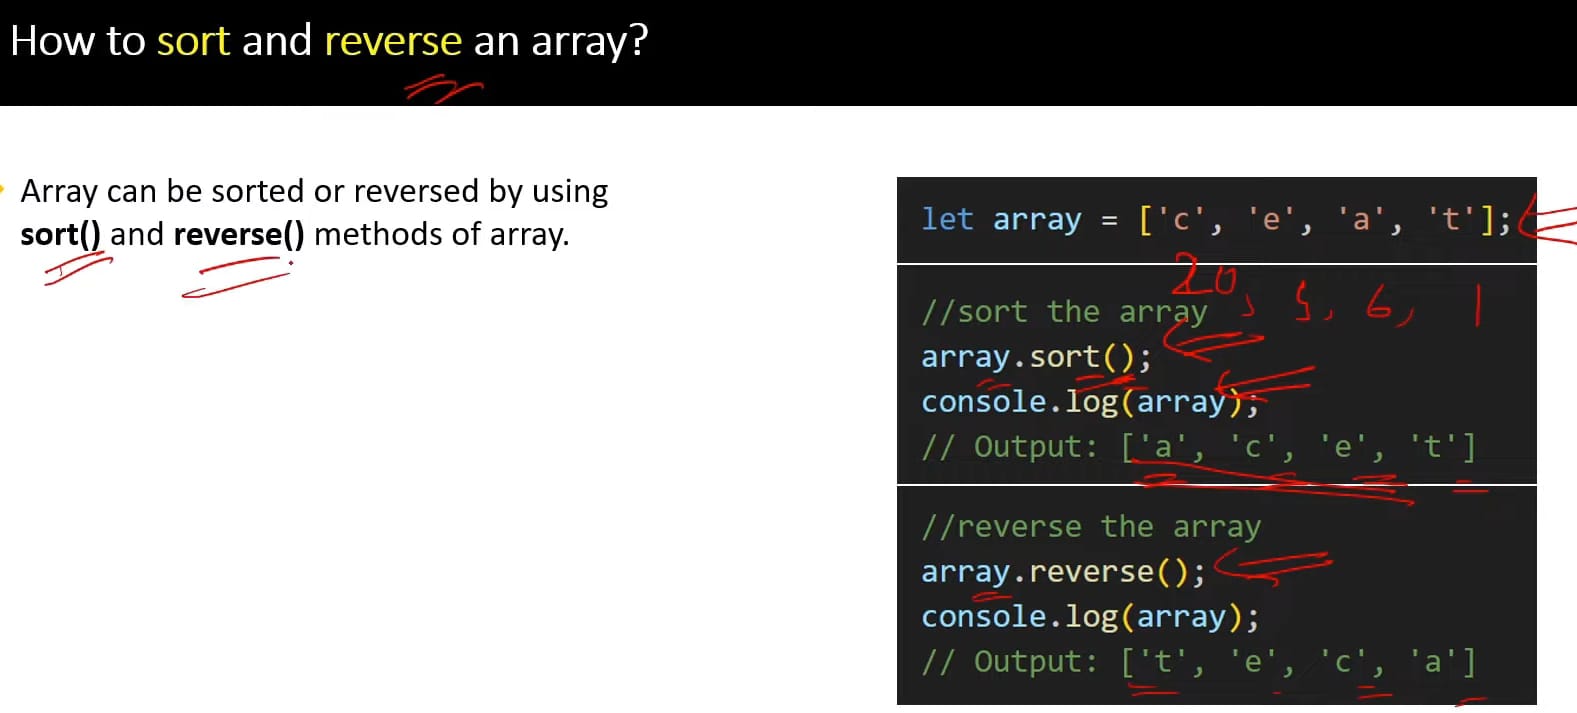 How to sort and reverse an array?
Array can be sorted or reversed by using
sort() and reverse() methods of array.
let array = ['c', 'e', 'a', 't'];
20, 5, 6, 1
//sort the array
array.sort();
console.log(array);
// Output: ['a', 'c', 'e', 't']
//reverse the array
array.reverse();
console.log(array);
// Output: ['t', 'e', 'c', 'a']